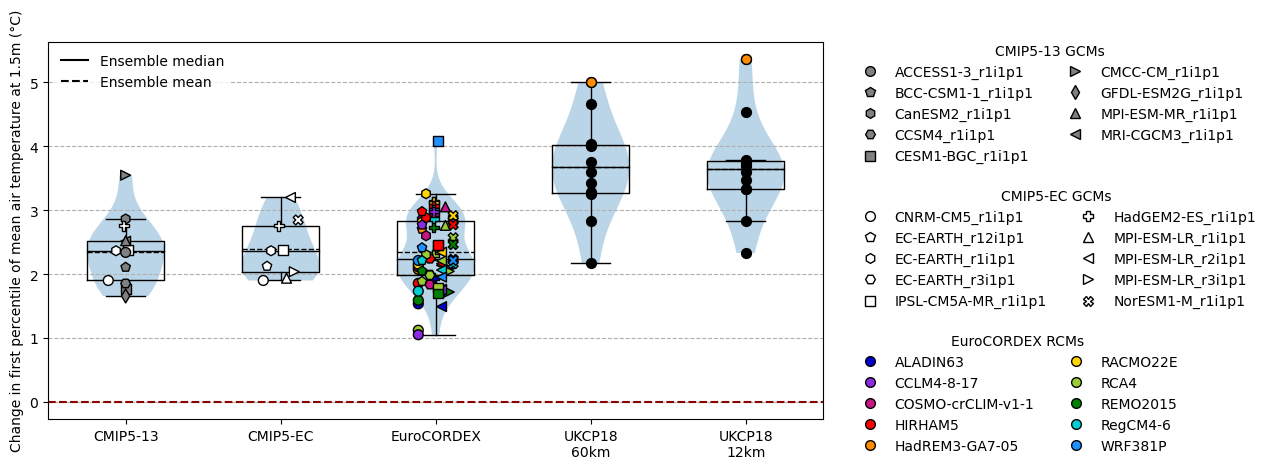 Change in first percentile of mean air temperature at 1.5m (°C)
Ensemble median
Ensemble mean
5
4
3
2
1
0
CMIP5-13
CMIP5-EC
EuroCORDEX
UKCP18
60km
UKCP18
12km
CMIP5-13 GCMs
ACCESS1-3_r1i1p1
BCC-CSM1-1_r1i1p1
CanESM2_r1i1p1
CCSM4_r1i1p1
CESM1-BGC_r1i1p1
CMCC-CM_r1i1p1
GFDL-ESM2G_r1i1p1
MPI-ESM-MR_r1i1p1
MRI-CGCM3_r1i1p1
CMIP5-EC GCMs
CNRM-CM5_r1i1p1
EC-EARTH_r12i1p1
EC-EARTH_r1i1p1
EC-EARTH_r3i1p1
IPSL-CM5A-MR_r1i1p1
HadGEM2-ES_r1i1p1
MPI-ESM-LR_r1i1p1
MPI-ESM-LR_r2i1p1
MPI-ESM-LR_r3i1p1
NorESM1-M_r1i1p1
EuroCORDEX RCMs
ALADIN63
CCLM4-8-17
COSMO-crCLIM-v1-1
HIRHAM5
HadREM3-GA7-05
RACMO22E
RCA4
REMO2015
RegCM4-6
WRF381P